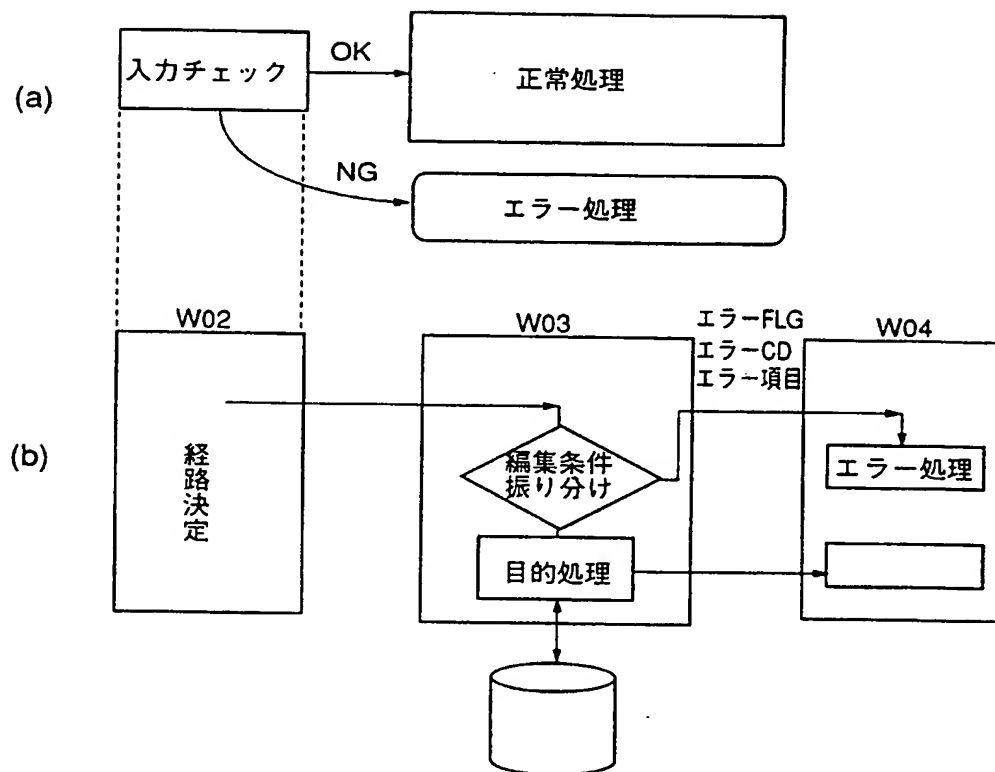 (a)
入力チェック
OK
正常処理
NG
エラー処理
(b)
W02
経路決定
W03
編集条件
振り分け
目的処理
エラーFLG
エラーCD
エラー項目
W04
エラー処理